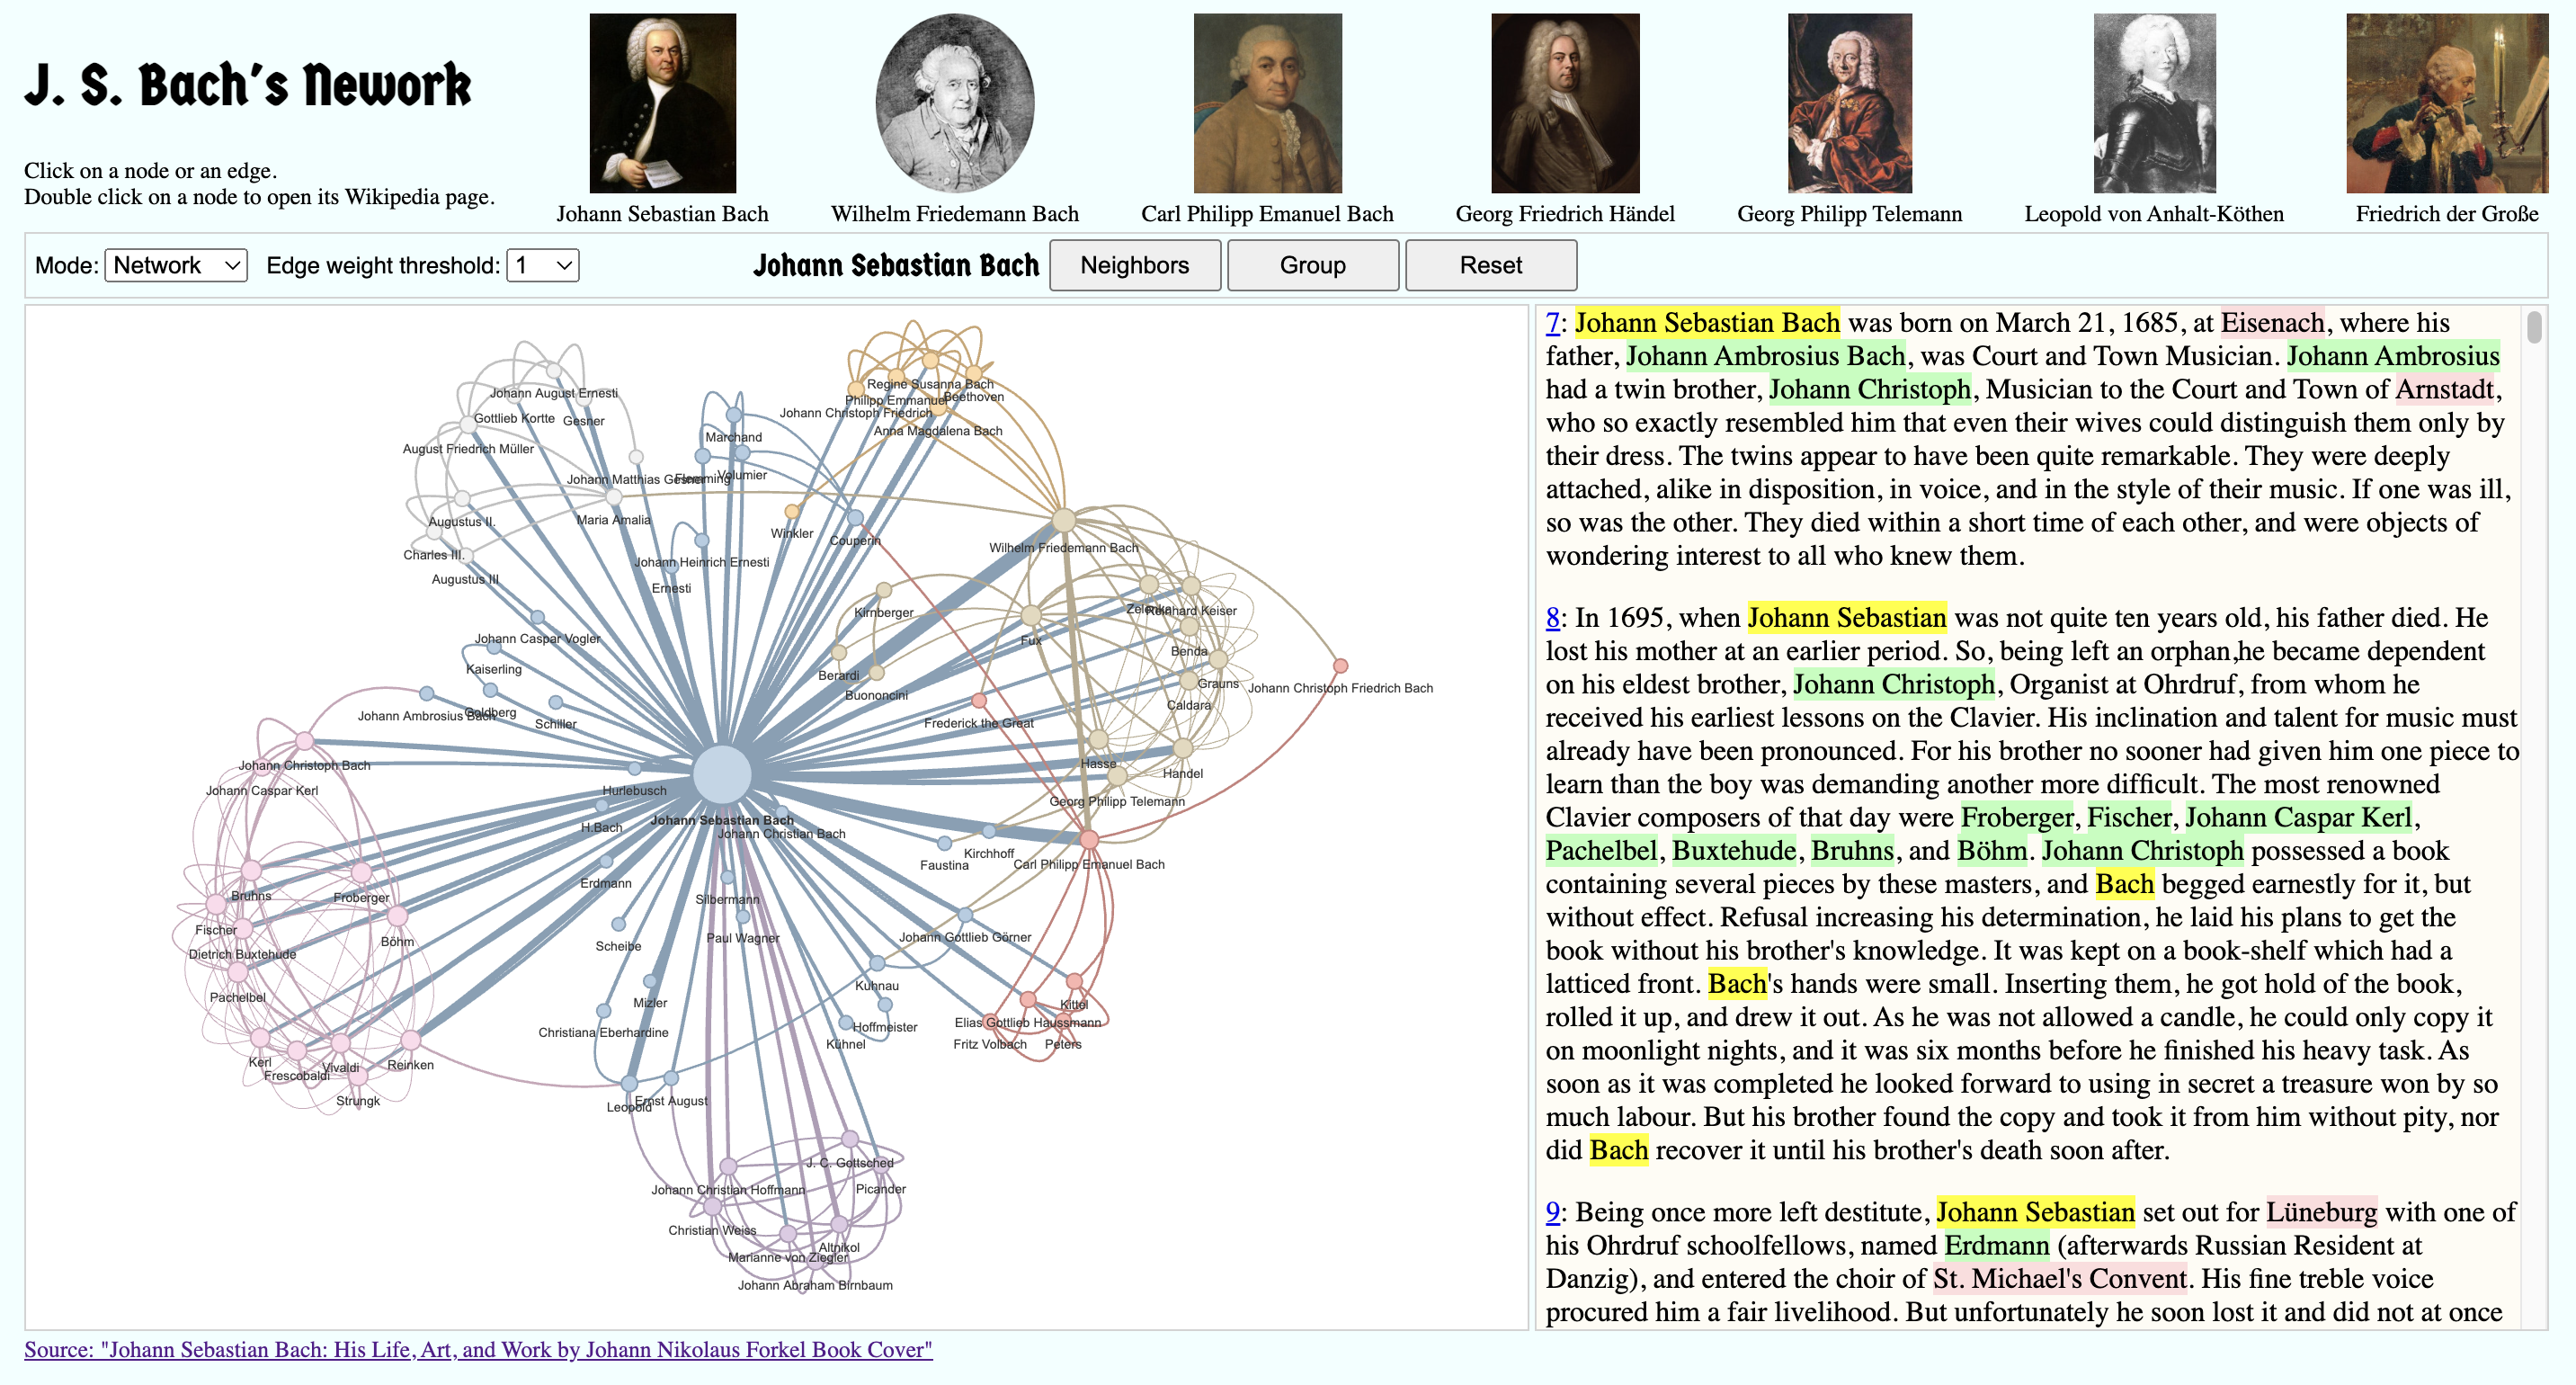 J. S. Bach's Nework
Click on a node or an edge.
Double click on a node to open its Wikipedia page.
Johann Sebastian Bach
Wilhelm Friedemann Bach
Carl Philipp Emanuel Bach
Georg Friedrich Händel
Georg Philipp Telemann
Leopold von Anhalt-Köthen
Friedrich der Große
Mode: Network Edge weight threshold: 1 Johann Sebastian Bach Neighbors Group Reset
Regine Susanna Bach
Johann August Ernesti
Beethoven
Philipp Emmanuel
Johann Christoph Friedrich
Gottlieb Kortte
Gesner
Anna Magdalena Bach
Marchand
August Friedrich Müller
Volumier
Johann Matthias Gesner
Flemming
Maria Amalia
Augustus II.
Winkler
Couperin
Wilhelm Friedemann Bach
Charles III.
Johann Heinrich Ernesti
Augustus III
Ernesti
Kirnberger
Zelenka
Reinhard Keiser
Johann Caspar Vogler
Fux
Benda
Kaiserling
Berardi
Grauns
Johann Christoph Friedrich Bach
Buononcini
Caldara
Johann Ambrosius Bach
Goldberg
Schiller
Frederick the Great
Johann Christoph Bach
Hasse
Handel
Johann Caspar Kerl
Hurlebusch
Georg Philipp Telemann
Johann Sebastian Bach
H.Bach
Johann Christian Bach
Kirchhoff
Faustina
Carl Philipp Emanuel Bach
Erdmann
Bruhns
Froberger
Silbermann
Fischer
Böhm
Scheibe
Paul Wagner
Johann Gottlieb Görner
Dietrich Buxtehude
Pachelbel
Kuhnau
Mizler
Kittel
Christiana Eberhardine
Hoffmeister
Elias Gottlieb Haussmann
Kühnel
Fritz Volbach
Peters
Kerl
Frescobaldi
Vivaldi
Reinken
Strungk
Leopold
Ernst August
J. C. Gottsched
Johann Christian Hoffmann
Picander
Christian Weiss
Altnikol
Marianne von Ziegler
Johann Abraham Birnbaum
7: Johann Sebastian Bach was born on March 21, 1685, at Eisenach, where his
father, Johann Ambrosius Bach, was Court and Town Musician. Johann Ambrosius
had a twin brother, Johann Christoph, Musician to the Court and Town of Arnstadt,
who so exactly resembled him that even their wives could distinguish them only by
their dress. The twins appear to have been quite remarkable. They were deeply
attached, alike in disposition, in voice, and in the style of their music. If one was ill,
so was the other. They died within a short time of each other, and were objects of
wondering interest to all who knew them.
8: In 1695, when Johann Sebastian was not quite ten years old, his father died. He
lost his mother at an earlier period. So, being left an orphan,he became dependent
on his eldest brother, Johann Christoph, Organist at Ohrdruf, from whom he
received his earliest lessons on the Clavier. His inclination and talent for music must
already have been pronounced. For his brother no sooner had given him one piece to
learn than the boy was demanding another more difficult. The most renowned
Clavier composers of that day were Froberger, Fischer, Johann Caspar Kerl,
Pachelbel, Buxtehude, Bruhns, and Böhm. Johann Christoph possessed a book
containing several pieces by these masters, and Bach begged earnestly for it, but
without effect. Refusal increasing his determination, he laid his plans to get the
book without his brother's knowledge. It was kept on a book-shelf which had a
latticed front. Bach's hands were small. Inserting them, he got hold of the book,
rolled it up, and drew it out. As he was not allowed a candle, he could only copy it
on moonlight nights, and it was six months before he finished his heavy task. As
soon as it was completed he looked forward to using in secret a treasure won by so
much labour. But his brother found the copy and took it from him without pity, nor
did Bach recover it until his brother's death soon after.
9: Being once more left destitute, Johann Sebastian set out for Lüneburg with one of
his Ohrdruf schoolfellows, named Erdmann (afterwards Russian Resident at
Danzig), and entered the choir of St. Michael's Convent. His fine treble voice
procured him a fair livelihood. But unfortunately he soon lost it and did not at once
Source: "Johann Sebastian Bach: His Life, Art, and Work by Johann Nikolaus Forkel Book Cover"